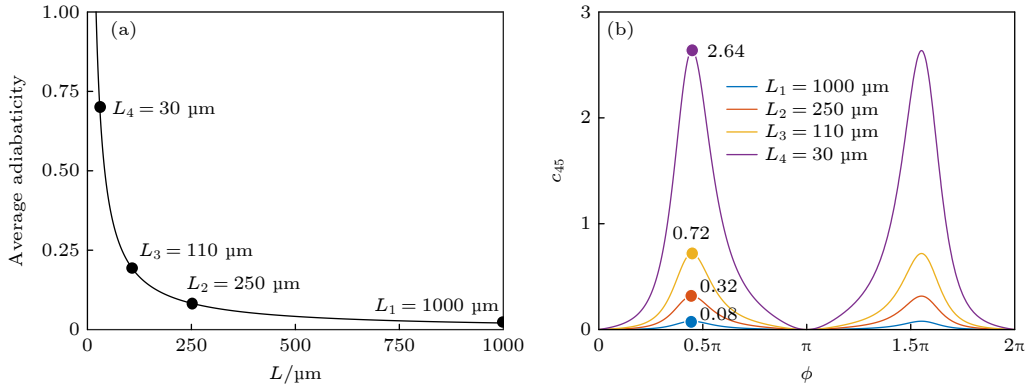 (a)
Average adiabaticity
1.00
0.75
0.50
0.25
0
L₄ = 30 µm
L₃ = 110 µm
L₂ = 250 µm
L₁ = 1000 µm
0
250
500
750
1000
L/µm
(b)
c₄₅
3
2
1
0
2.64
0.72
0.32
0.08
L₁ = 1000 µm
L₂ = 250 µm
L₃ = 110 µm
L₄ = 30 µm
0
0.5π
π
1.5π
2π
ϕ